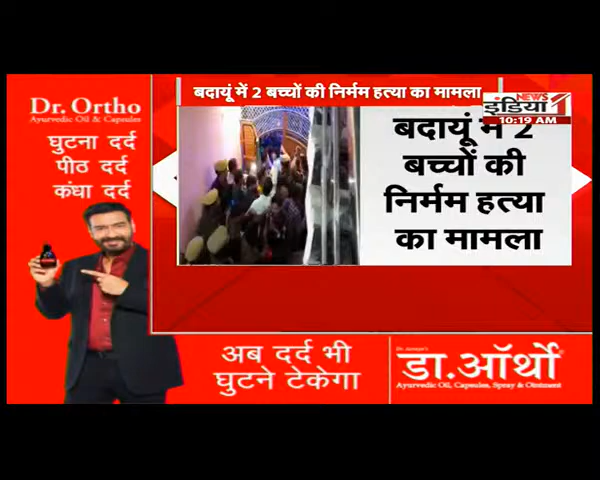 बदायूं में 2 बच्चों की निर्मम हत्या का मामला
NEWS
इंडिया 1
10:19 AM
Dr. Ortho
Ayurvedic Oil & Capsules
घुटना दर्द
पीठ दर्द
कंधा दर्द
बदायूं में 2
बच्चों की
निर्मम हत्या
का मामला
अब दर्द भी
घुटने टेकेगा
डा.ऑर्थो
Ayurvedic Oil, Capsules, Spray & Ointment